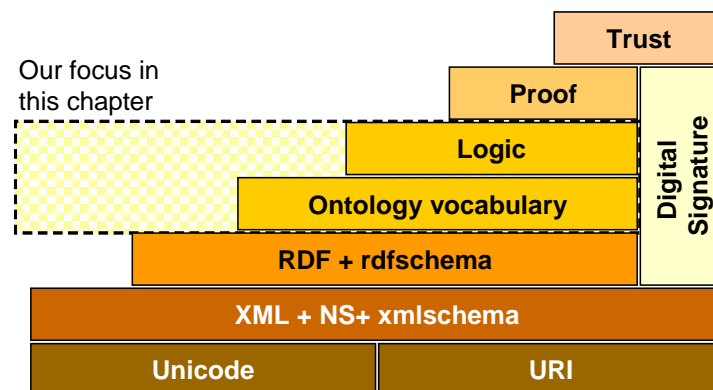 Trust
Our focus in
this chapter
Proof
Logic
Ontology vocabulary
Digital
Signature
RDF + rdfschema
XML + NS+ xmlschema
Unicode
URI